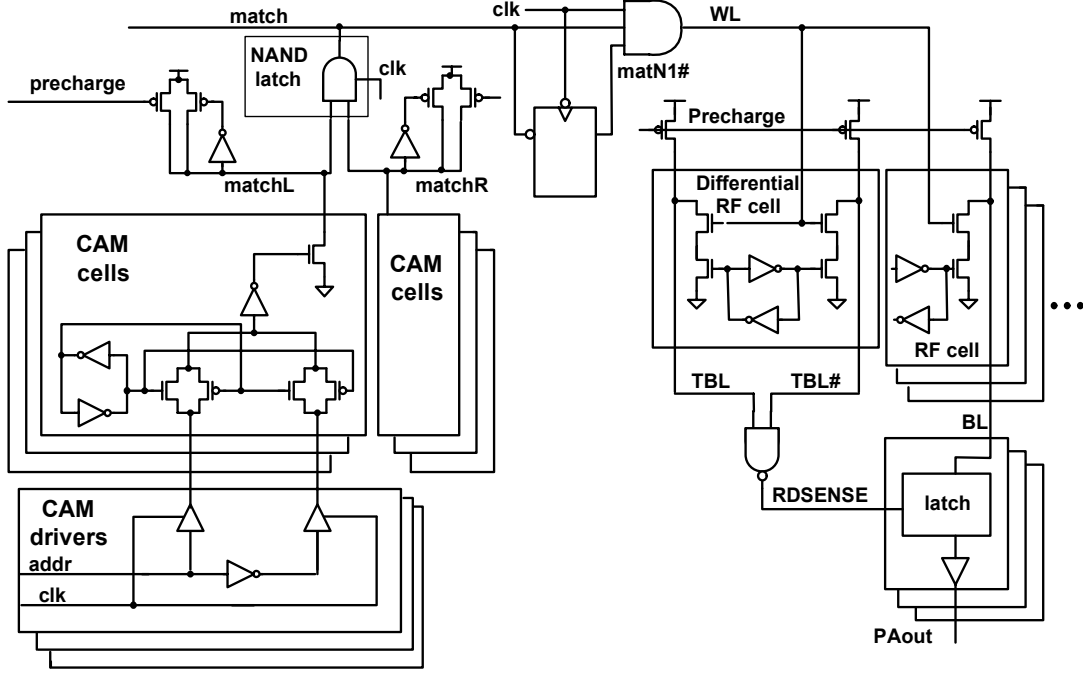 match
clk
WL
NAND
latch
clk
precharge
matN1#
Precharge
matchL
matchR
Differential
RF cell
CAM
cells
CAM
cells
RF cell
...
TBL
TBL#
BL
CAM
drivers
RDSENSE
latch
addr
clk
PAout